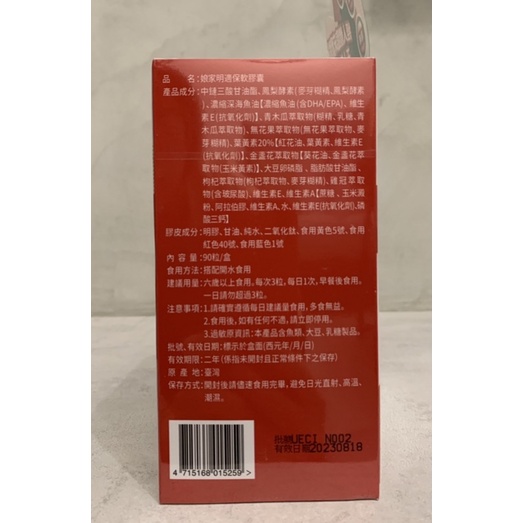 品　　名:娘家明適保軟膠囊
產品成分:中鏈三酸甘油酯、鳳梨酵素(麥芽糊精、鳳梨酵素
)、濃縮深海魚油【濃縮魚油(含DHA/EPA)、維生
素E(抗氧化劑)】、青木瓜萃取物(糊精、乳糖、青
木瓜萃取物)、無花果萃取物(無花果萃取物、麥
芽糊精)、葉黃素20%【紅花油、葉黃素、維生素E
(抗氧化劑)】、金盞花萃取物【葵花油、金盞花萃
取物(玉米黃素)】、大豆卵磷脂、脂肪酸甘油酯、
枸杞萃取物(枸杞萃取物、麥芽糊精)、雞冠萃取
物(含玻尿酸)、維生素E、維生素A【蔗糖、玉米澱
粉、阿拉伯膠、維生素A、水、維生素E(抗氧化劑)、磷
酸三鈣】
膠皮成分:明膠、甘油、純水、二氧化鈦、食用黃色5號、食用
紅色40號、食用藍色1號
內 容 量:90粒/盒
食用方法:搭配開水食用
建議用量:六歲以上食用，每次3粒，每日1次，早餐後食用。
一日請勿超過3粒。
注意事項:1.請確實遵循每日建議量食用，多食無益。
2.食用後，如有任何不適，請立即停用。
3.過敏原資訊:本產品含魚類、大豆、乳糖製品。
批號、有效日期:標示於盒面(西元年/月/日)
有效期限:二年(係指未開封且正常條件下之保存)
原 產 地:臺灣
保存方式:開封後請儘速食用完畢，避免日光直射、高溫、
潮濕。
UECI N002
有效日期20230818
4 715168 015259 >